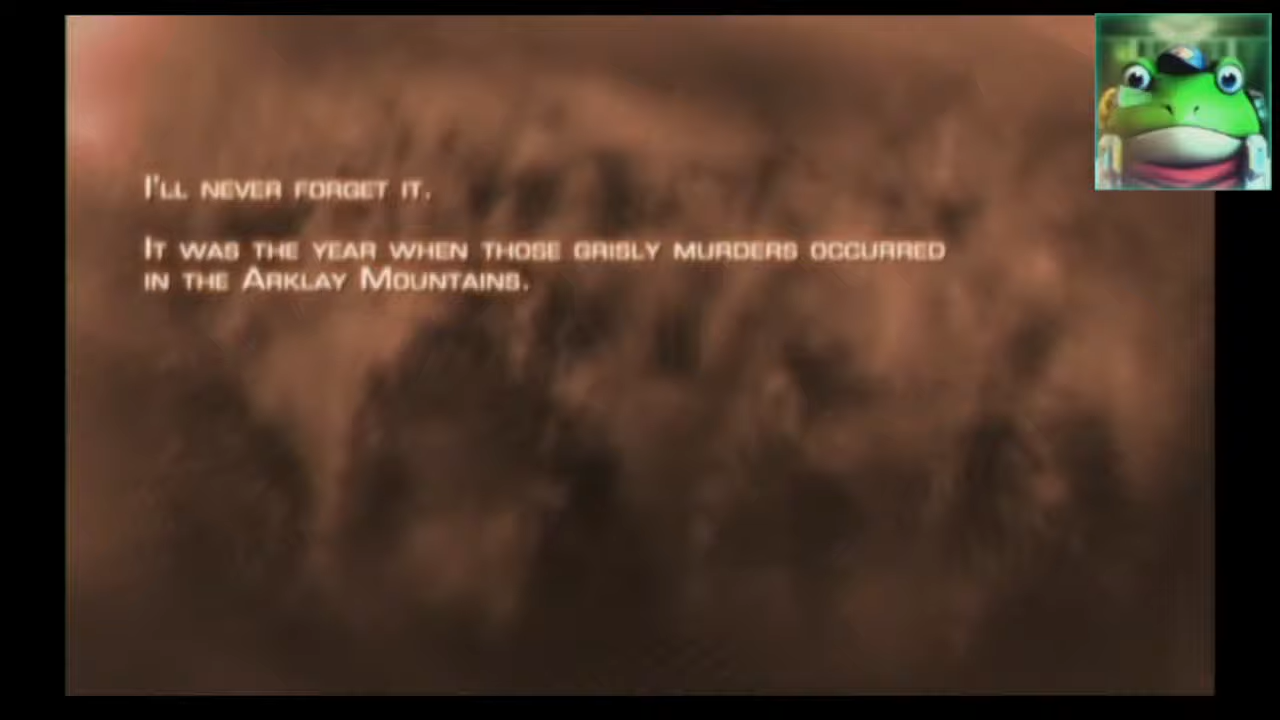 I'll never forget it.
It was the year when those grisly murders occurred
in the Arklay Mountains.